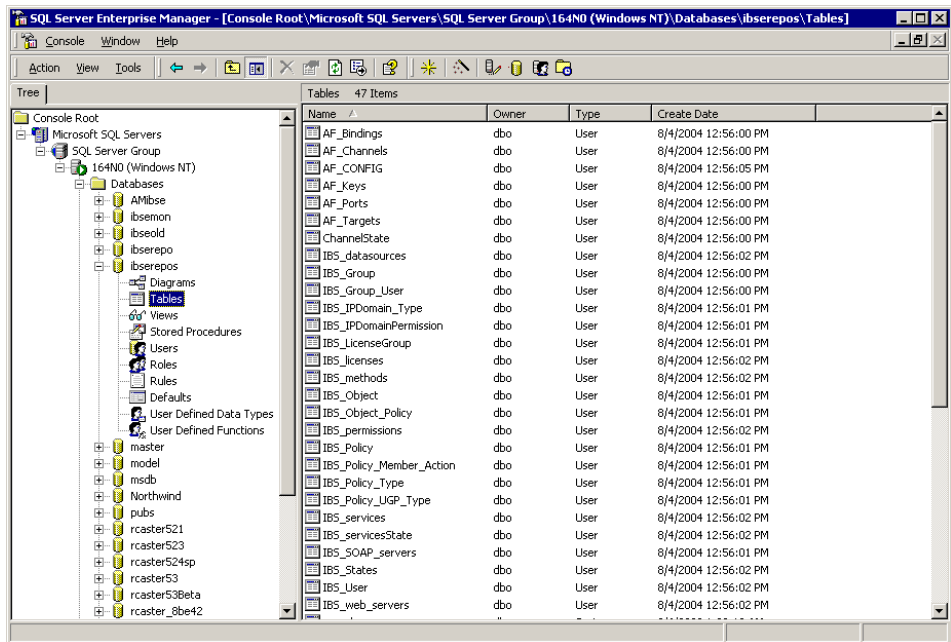 SQL Server Enterprise Manager - [Console Root\Microsoft SQL Servers\SQL Server Group\164N0 (Windows NT)\Databases\ibserepos\Tables]
Console Window Help
Action View Tools
Tree
Tables 47 Items
Console Root
Microsoft SQL Servers
SQL Server Group
164N0 (Windows NT)
Databases
AMibse
ibsemon
ibseold
ibserepo
ibserepos
Diagrams
Tables
Views
Stored Procedures
Users
Roles
Rules
Defaults
User Defined Data Types
User Defined Functions
master
model
msdb
Northwind
pubs
rcaster521
rcaster523
rcaster524sp
rcaster53
rcaster53Beta
rcaster_8be42
Name Owner Type Create Date
AF_Bindings dbo User 8/4/2004 12:56:00 PM
AF_Channels dbo User 8/4/2004 12:56:00 PM
AF_CONFIG dbo User 8/4/2004 12:56:05 PM
AF_Keys dbo User 8/4/2004 12:56:00 PM
AF_Ports dbo User 8/4/2004 12:56:00 PM
AF_Targets dbo User 8/4/2004 12:56:00 PM
ChannelState dbo User 8/4/2004 12:56:00 PM
IBS_datasources dbo User 8/4/2004 12:56:02 PM
IBS_Group dbo User 8/4/2004 12:56:00 PM
IBS_Group_User dbo User 8/4/2004 12:56:00 PM
IBS_IPDomain_Type dbo User 8/4/2004 12:56:01 PM
IBS_IPDomainPermission dbo User 8/4/2004 12:56:01 PM
IBS_LicenseGroup dbo User 8/4/2004 12:56:01 PM
IBS_licenses dbo User 8/4/2004 12:56:02 PM
IBS_methods dbo User 8/4/2004 12:56:02 PM
IBS_Object dbo User 8/4/2004 12:56:01 PM
IBS_Object_Policy dbo User 8/4/2004 12:56:01 PM
IBS_permissions dbo User 8/4/2004 12:56:02 PM
IBS_Policy dbo User 8/4/2004 12:56:01 PM
IBS_Policy_Member_Action dbo User 8/4/2004 12:56:01 PM
IBS_Policy_Type dbo User 8/4/2004 12:56:01 PM
IBS_Policy_UGP_Type dbo User 8/4/2004 12:56:01 PM
IBS_services dbo User 8/4/2004 12:56:02 PM
IBS_servicesState dbo User 8/4/2004 12:56:02 PM
IBS_SOAP_servers dbo User 8/4/2004 12:56:01 PM
IBS_States dbo User 8/4/2004 12:56:02 PM
IBS_User dbo User 8/4/2004 12:56:00 PM
IBS_web_servers dbo User 8/4/2004 12:56:02 PM